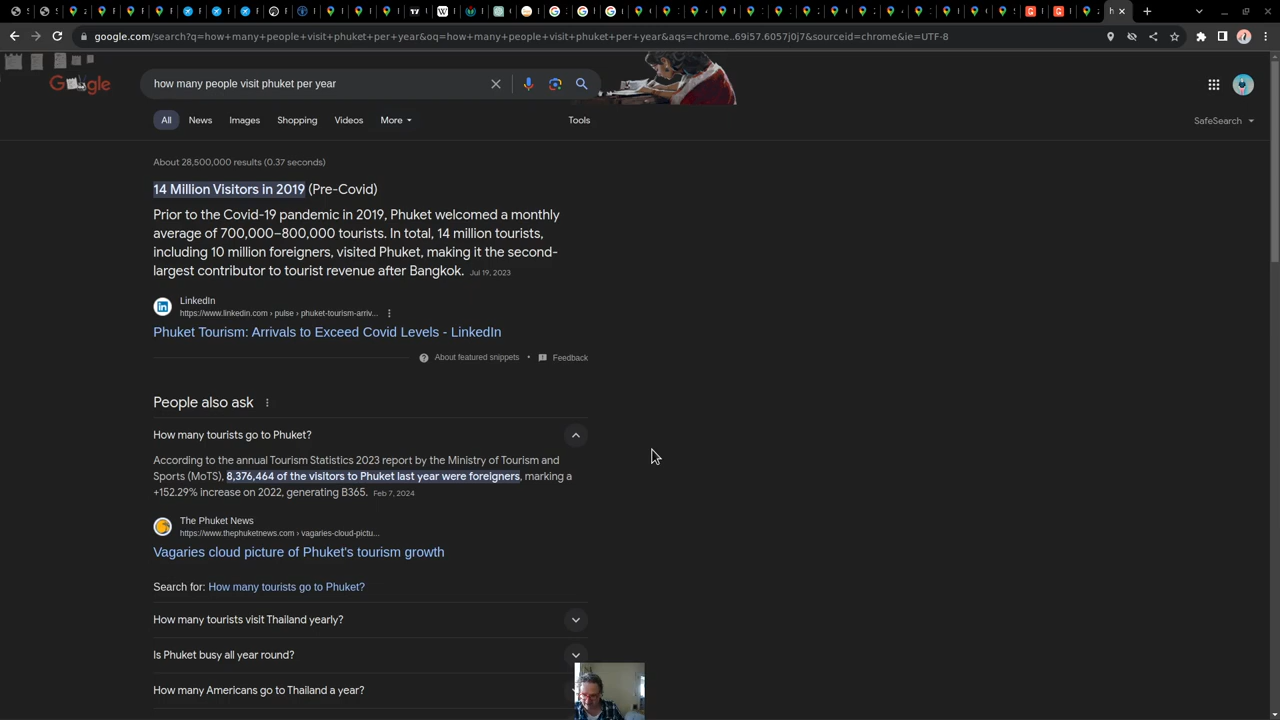 google.com/search?q=how+many+people+visit+phuket+per+year&oq=how+many+people+visit+phuket+per+year&aqs=chrome..69i57.6057j0j7&sourceid=chrome&ie=UTF-8
Google
how many people visit phuket per year
All News Images Shopping Videos More Tools SafeSearch
About 28,500,000 results (0.37 seconds)
14 Million Visitors in 2019 (Pre-Covid)
Prior to the Covid-19 pandemic in 2019, Phuket welcomed a monthly
average of 700,000–800,000 tourists. In total, 14 million tourists,
including 10 million foreigners, visited Phuket, making it the second-
largest contributor to tourist revenue after Bangkok. Jul 19, 2023
LinkedIn
https://www.linkedin.com › pulse › phuket-tourism-arriv...
Phuket Tourism: Arrivals to Exceed Covid Levels - LinkedIn
About featured snippets • Feedback
People also ask
How many tourists go to Phuket?
According to the annual Tourism Statistics 2023 report by the Ministry of Tourism and
Sports (MoTS), 8,376,464 of the visitors to Phuket last year were foreigners, marking a
+152.29% increase on 2022, generating B365. Feb 7, 2024
The Phuket News
https://www.thephuketnews.com › vagaries-cloud-pictu...
Vagaries cloud picture of Phuket's tourism growth
Search for: How many tourists go to Phuket?
How many tourists visit Thailand yearly?
Is Phuket busy all year round?
How many Americans go to Thailand a year?